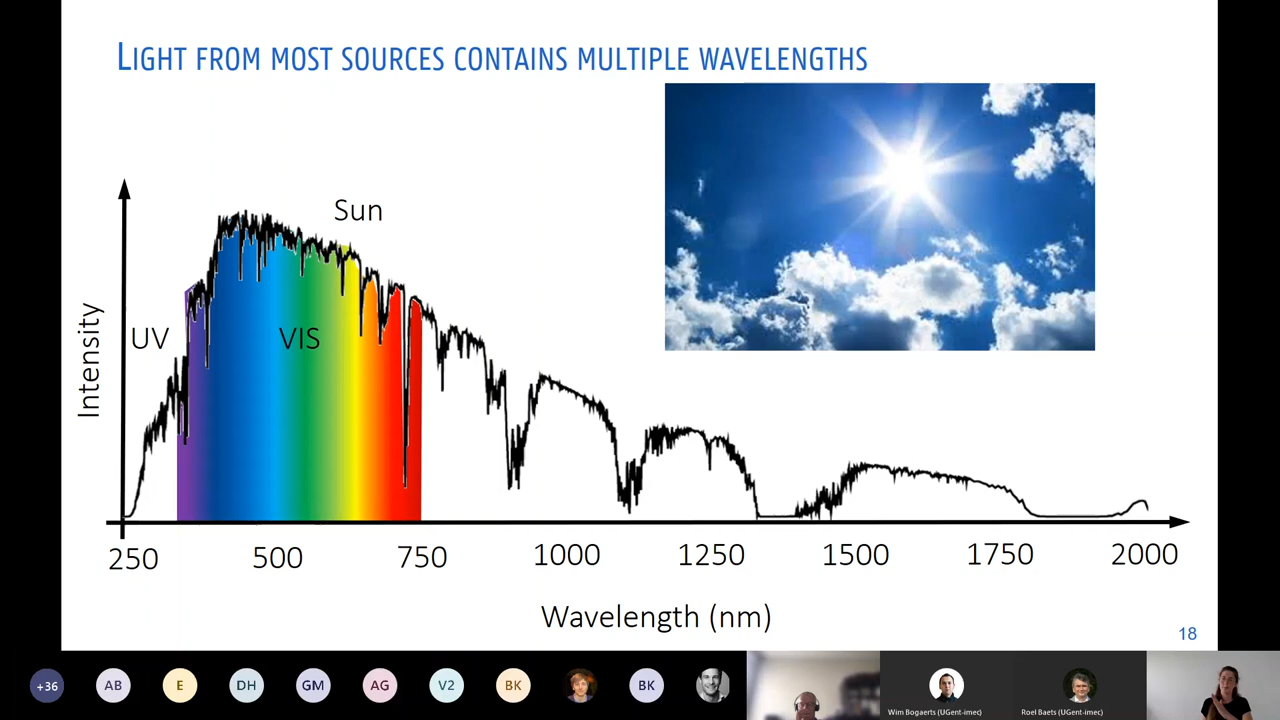 LIGHT FROM MOST SOURCES CONTAINS MULTIPLE WAVELENGTHS
Sun
Intensity
UV
VIS
250 500 750 1000 1250 1500 1750 2000
Wavelength (nm)
18
+36 AB E DH GM AG V2 BK BK
Wim Bogaerts (UGent-imec) Roel Baets (UGent-imec)